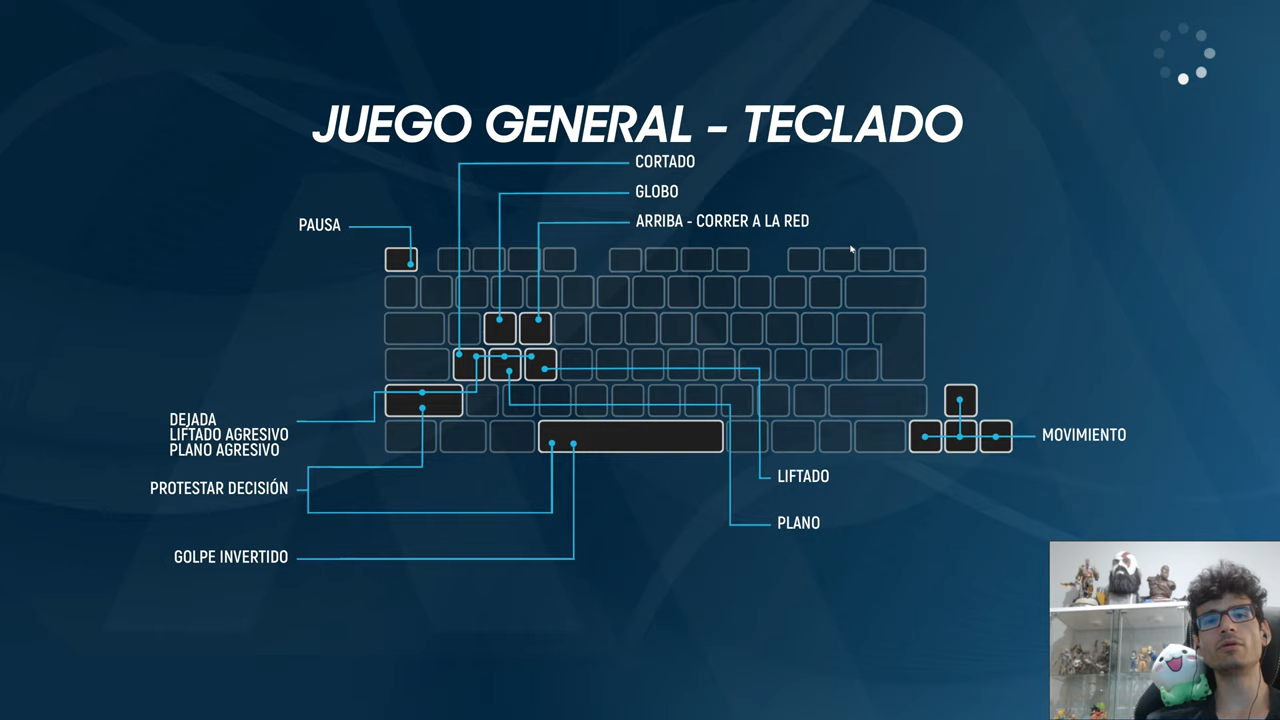 JUEGO GENERAL - TECLADO
CORTADO
GLOBO
ARRIBA - CORRER A LA RED
PAUSA
DEJADA
LIFTADO AGRESIVO
PLANO AGRESIVO
MOVIMIENTO
PROTESTAR DECISIÓN
LIFTADO
PLANO
GOLPE INVERTIDO